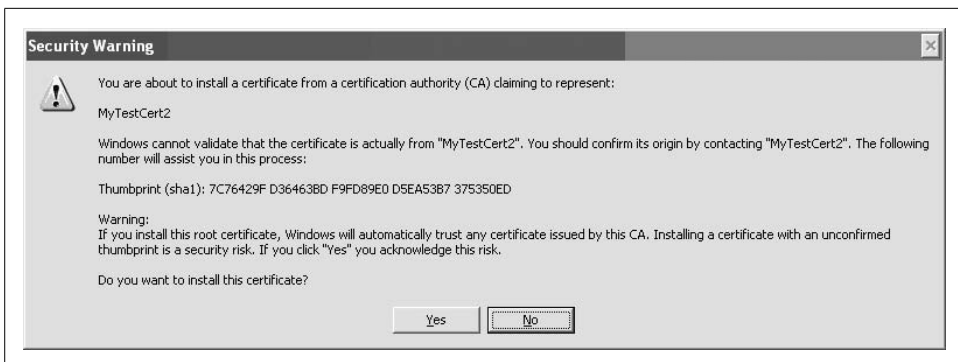 Security Warning
You are about to install a certificate from a certification authority (CA) claiming to represent:
MyTestCert2
Windows cannot validate that the certificate is actually from "MyTestCert2". You should confirm its origin by contacting "MyTestCert2". The following
number will assist you in this process:
Thumbprint (sha1): 7C76429F D36463BD F9FD89E0 D5EA53B7 375350ED
Warning:
If you install this root certificate, Windows will automatically trust any certificate issued by this CA. Installing a certificate with an unconfirmed
thumbprint is a security risk. If you click "Yes" you acknowledge this risk.
Do you want to install this certificate?
Yes No